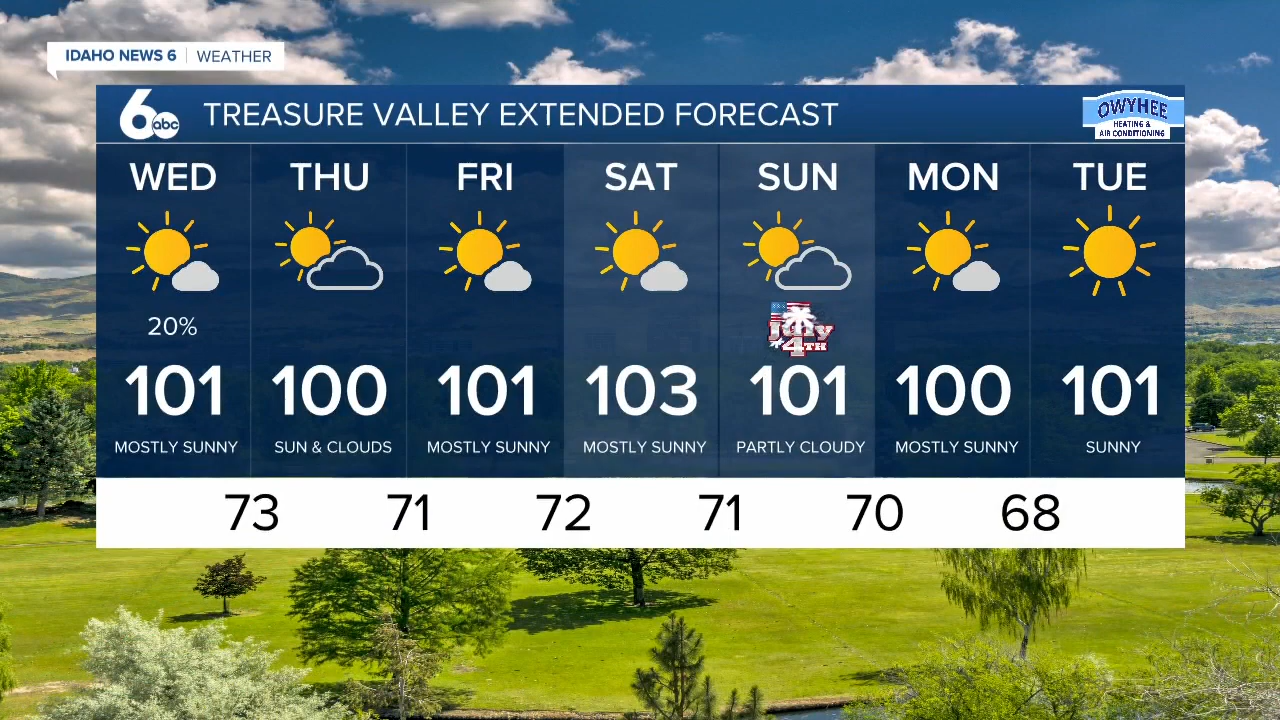 IDAHO NEWS 6 | WEATHER
6 abc TREASURE VALLEY EXTENDED FORECAST
OWYHEE
HEATING &
AIR CONDITIONING
WED THU FRI SAT SUN MON TUE
July
4TH
20%
101 100 101 103 101 100 101
MOSTLY SUNNY SUN & CLOUDS MOSTLY SUNNY MOSTLY SUNNY PARTLY CLOUDY MOSTLY SUNNY SUNNY
73 71 72 71 70 68